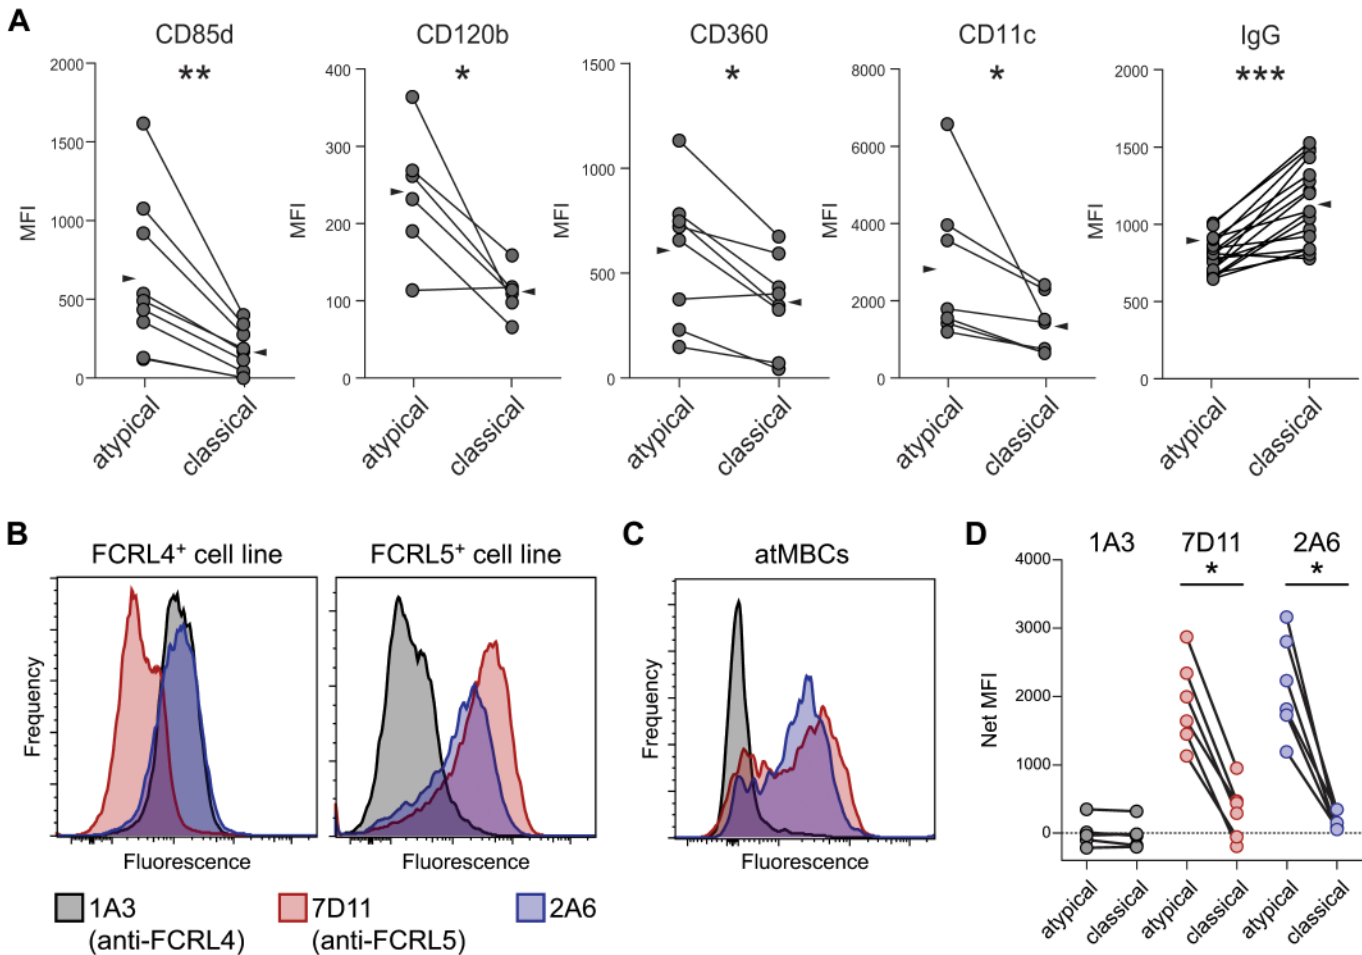 A
CD85d
CD120b
CD360
CD11c
IgG
**
*
*
*
***
MFI
2000
1500
1000
500
0
atypical
classical
MFI
400
300
200
100
0
atypical
classical
MFI
1500
1000
500
0
atypical
classical
MFI
8000
6000
4000
2000
0
atypical
classical
MFI
2000
1500
1000
500
0
atypical
classical
B
FCRL4⁺ cell line
FCRL5⁺ cell line
Frequency
Fluorescence
Fluorescence
1A3
(anti-FCRL4)
7D11
(anti-FCRL5)
2A6
C
atMBCs
Frequency
Fluorescence
D
1A3
7D11
2A6
*
*
Net MFI
4000
3000
2000
1000
0
atypical
classical
atypical
classical
atypical
classical